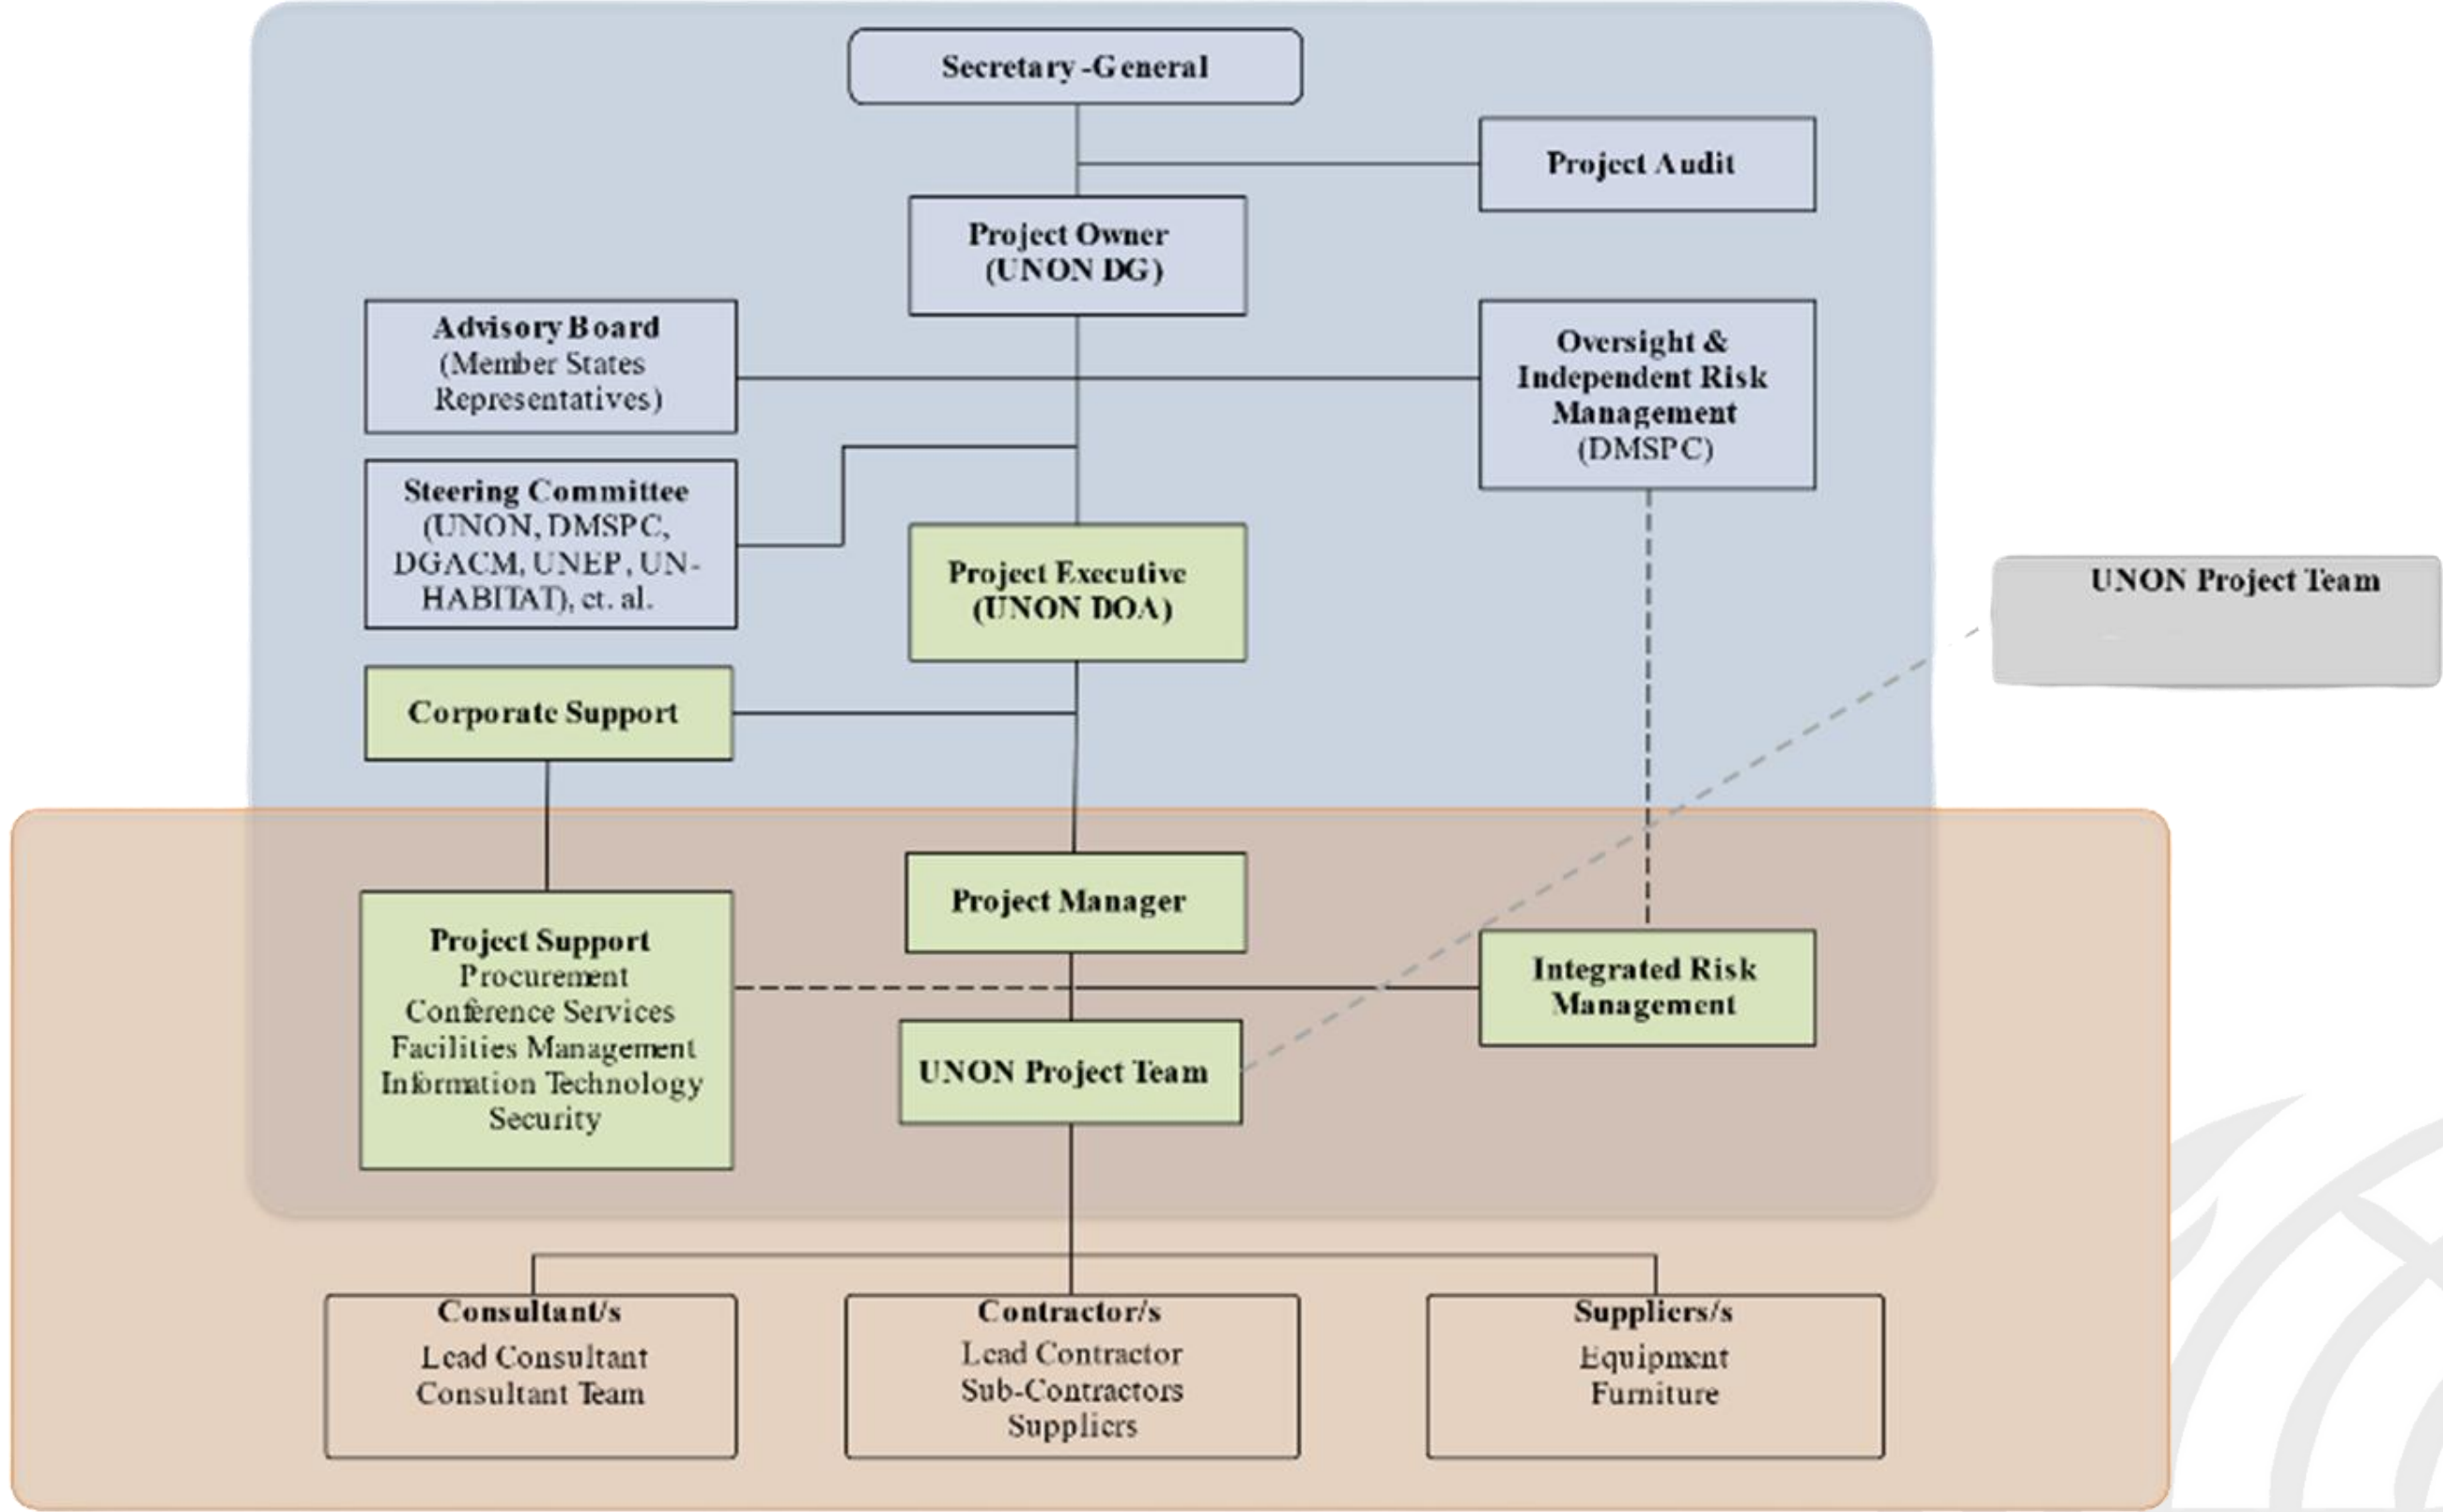 Secretary-General
Project Audit
Project Owner
(UNON DG)
Advisory Board
(Member States
Representatives)
Oversight &
Independent Risk
Management
(DMSPC)
Steering Committee
(UNON, DMSPC,
DGACM, UNEP, UN-
HABITAT), et. al.
Project Executive
(UNON DOA)
UNON Project Team
Corporate Support
Project Manager
Project Support
Procurement
Conference Services
Facilities Management
Information Technology
Security
Integrated Risk
Management
UNON Project Team
Consultant/s
Lead Consultant
Consultant Team
Contractor/s
Lead Contractor
Sub-Contractors
Suppliers
Suppliers/s
Equipment
Furniture